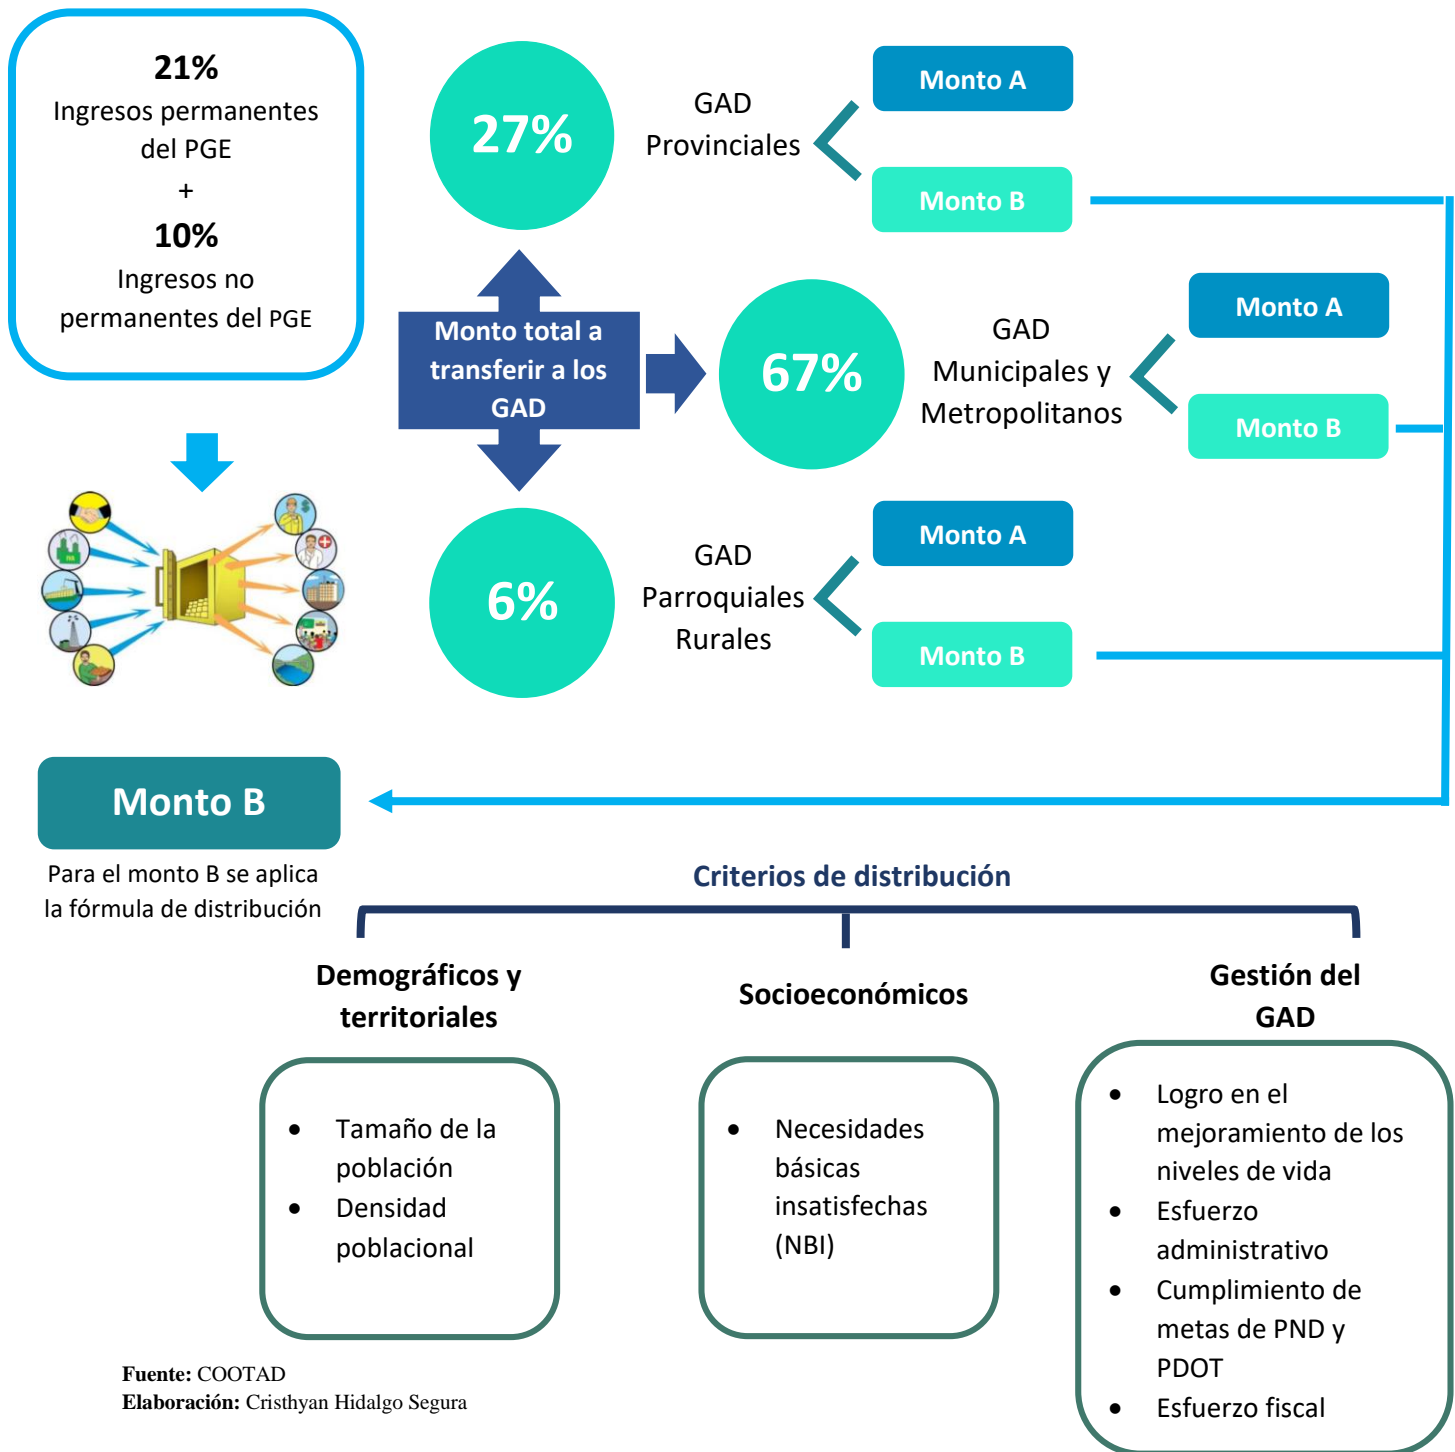 21%
Ingresos permanentes
del PGE
+
10%
Ingresos no
permanentes del PGE
27%
GAD
Provinciales
Monto A
Monto B
Monto total a
transferir a los
GAD
67%
GAD
Municipales y
Metropolitanos
Monto A
Monto B
6%
GAD
Parroquiales
Rurales
Monto A
Monto B
Monto B
Para el monto B se aplica
la fórmula de distribución
Criterios de distribución
Demográficos y
territoriales
• Tamaño de la
población
• Densidad
poblacional
Socioeconómicos
• Necesidades
básicas
insatisfechas
(NBI)
Gestión del
GAD
• Logro en el
mejoramiento de los
niveles de vida
• Esfuerzo
administrativo
• Cumplimiento de
metas de PND y
PDOT
• Esfuerzo fiscal
Fuente: COOTAD
Elaboración: Cristhyan Hidalgo Segura